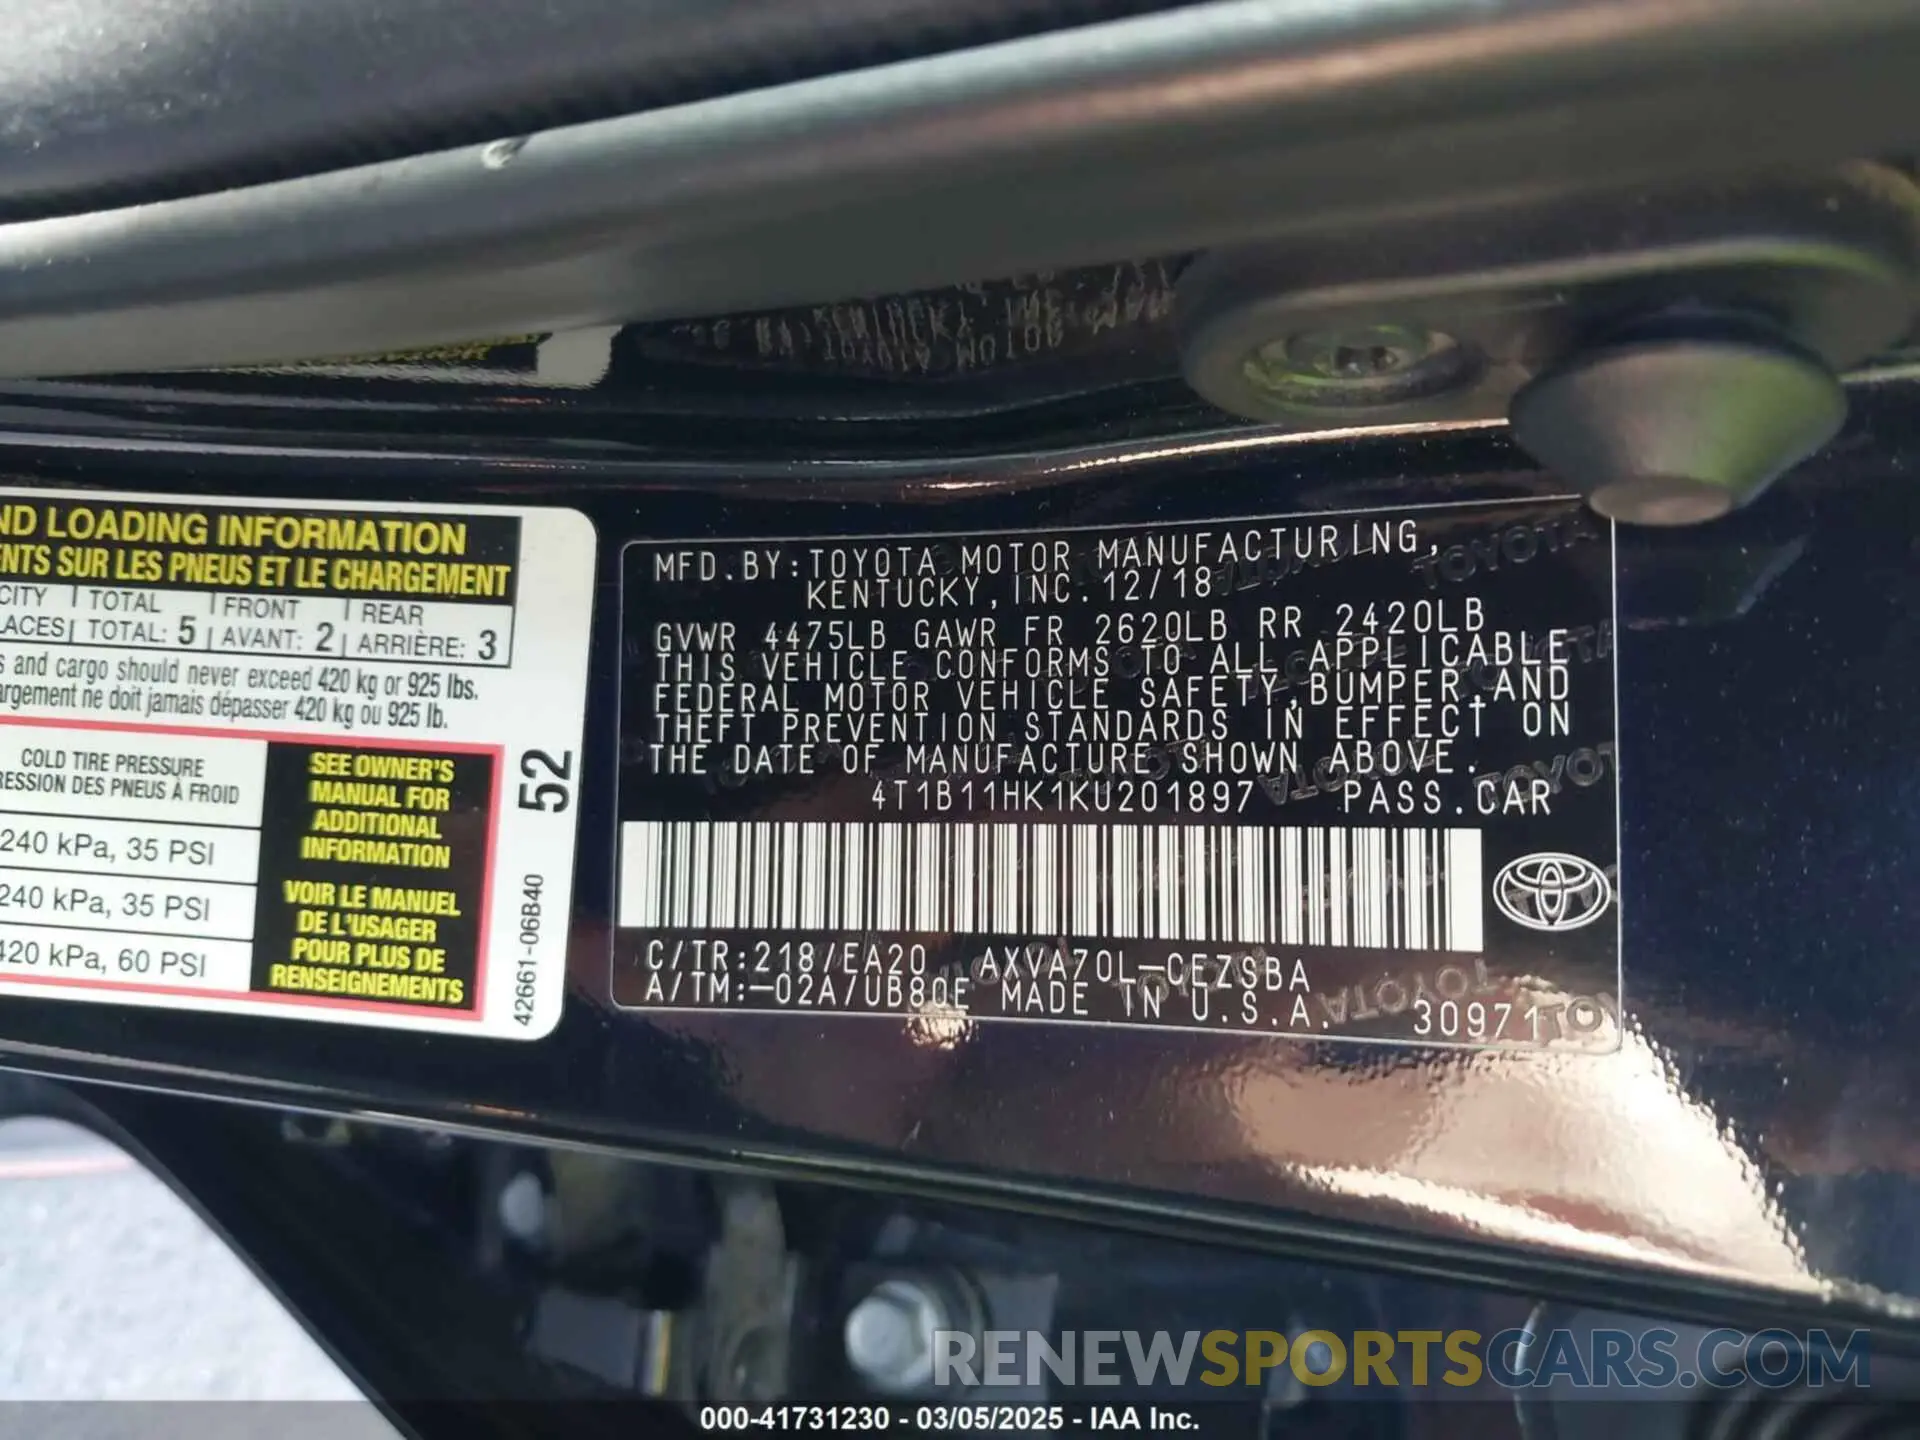 ND LOADING INFORMATION
ENTS SUR LES PNEUS ET LE CHARGEMENT
CITY | TOTAL | FRONT | REAR
LACES| TOTAL: 5 | AVANT: 2 | ARRIÈRE: 3
s and cargo should never exceed 420 kg or 925 lbs.
argement ne doit jamais dépasser 420 kg ou 925 lb.
COLD TIRE PRESSURE
RESSION DES PNEUS À FROID
240 kPa, 35 PSI
240 kPa, 35 PSI
420 kPa, 60 PSI
SEE OWNER'S
MANUAL FOR
ADDITIONAL
INFORMATION
VOIR LE MANUEL
DE L'USAGER
POUR PLUS DE
RENSEIGNEMENTS
52
42661-06B40
MFD.BY:TOYOTA MOTOR MANUFACTURING,
KENTUCKY,INC.12/18
GVWR 4475LB GAWR FR 2620LB RR 2420LB
THIS VEHICLE CONFORMS TO ALL APPLICABLE
FEDERAL MOTOR VEHICLE SAFETY,BUMPER,AND
THEFT PREVENTION STANDARDS IN EFFECT ON
THE DATE OF MANUFACTURE SHOWN ABOVE.
4T1B11HK1KU201897 PASS.CAR
C/TR:218/EA20 AXVA70L-CEZSBA
A/TM:-02A/UB80E MADE IN U.S.A.
30971
RENEWSPORTSCARS.COM
000-41731230 - 03/05/2025 - IAA Inc.